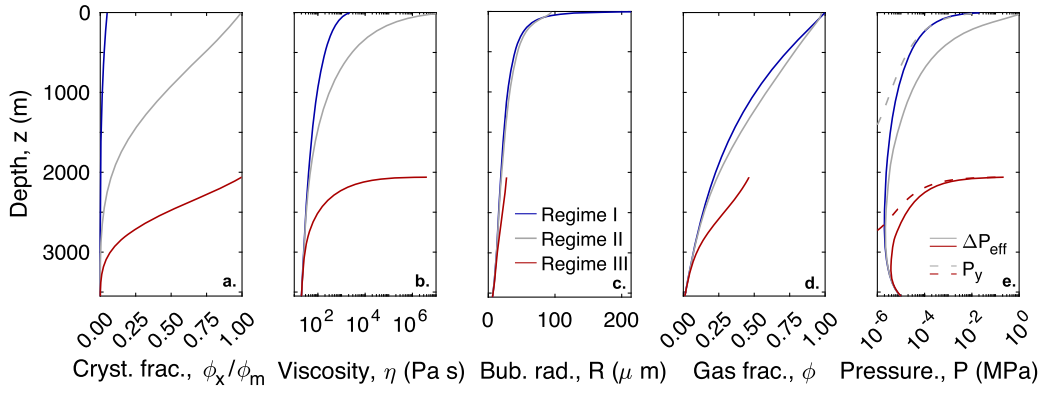 0
1000
2000
3000
Depth, z (m)
a.
b.
c.
d.
e.
Regime I
Regime II
Regime III
ΔP_eff
P_y
0.00 0.25 0.50 0.75 1.00
10^2 10^4 10^6
0 100 200
0.00 0.25 0.50 0.75 1.00
10^-6 10^-4 10^-2 10^0
Cryst. frac., ϕ_x/ϕ_m
Viscosity, η (Pa s)
Bub. rad., R (μ m)
Gas frac., ϕ
Pressure., P (MPa)